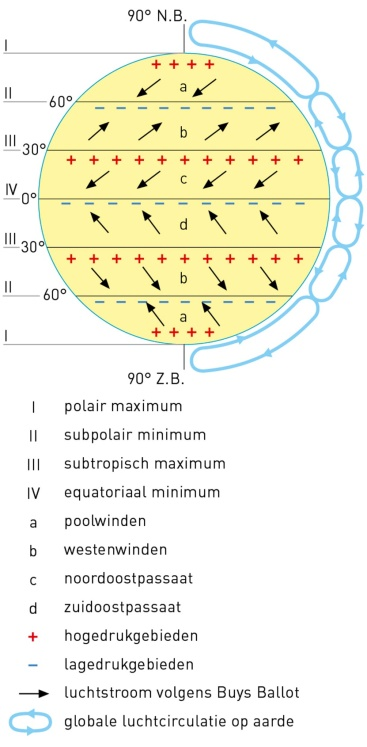 90° N.B.
I
a
II 60°
b
III 30°
c
IV 0°
d
III 30°
b
II 60°
a
I
90° Z.B.
I polair maximum
II subpolair minimum
III subtropisch maximum
IV equatoriaal minimum
a poolwinden
b westenwinden
c noordoostpassaat
d zuidoostpassaat
+ hogedrukgebieden
− lagedrukgebieden
luchtstroom volgens Buys Ballot
globale luchtcirculatie op aarde